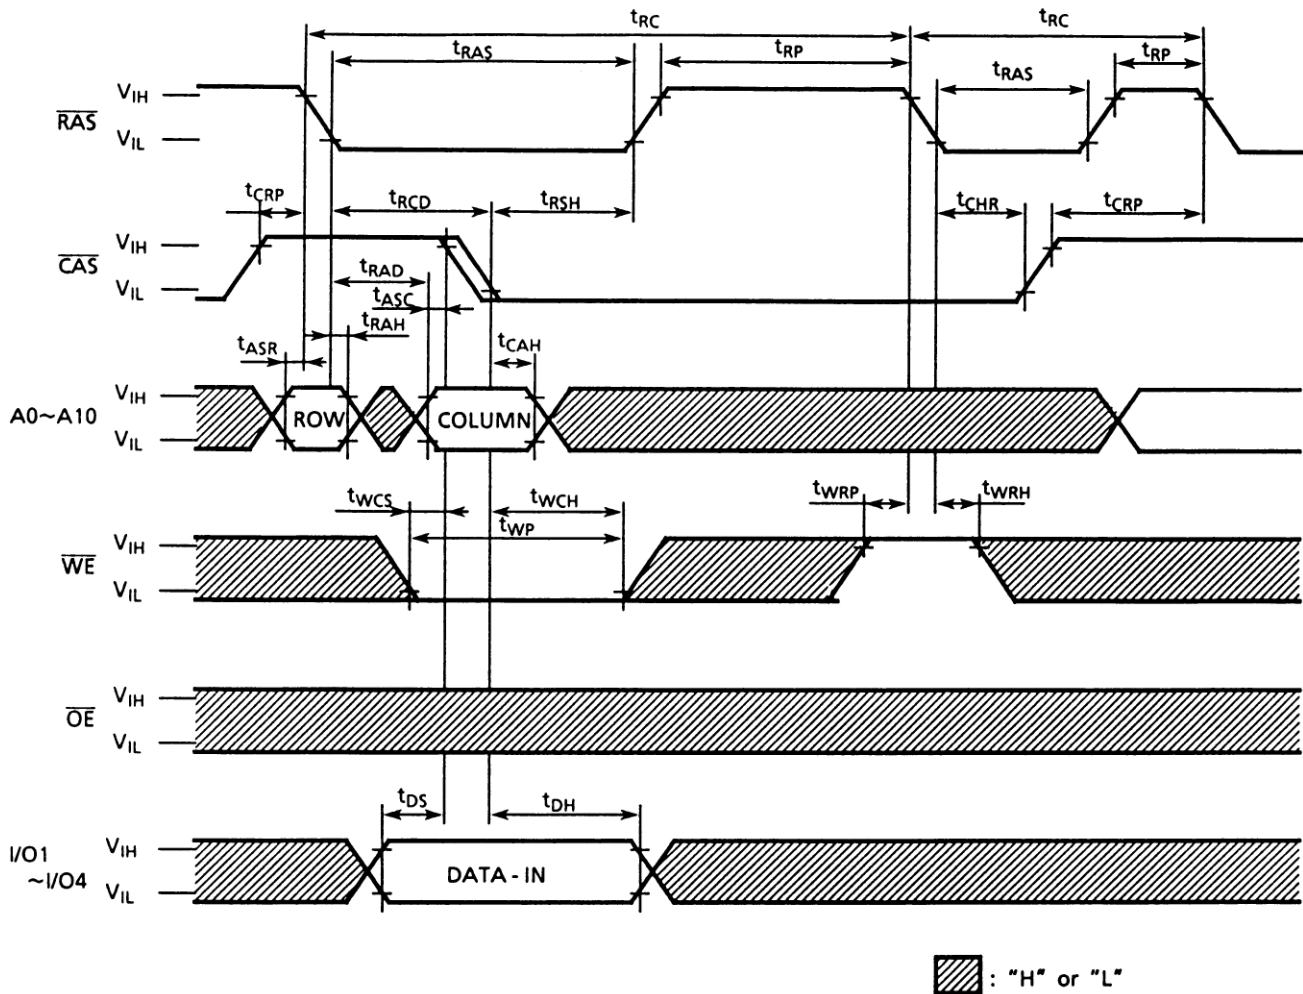 tRC tRC
tRAS tRP tRAS tRP
VIH
RAS
VIL
tCRP tRCD tRSH tCHR tCRP
VIH
CAS
VIL
tRAD
tASC
tRAH
tASR tCAH
VIH
A0~A10 ROW COLUMN
VIL
tWCS tWCH tWRP tWRH
tWP
VIH
WE
VIL
VIH
OE
VIL
tDS tDH
I/O1 VIH
~I/O4 DATA - IN
VIL
: "H" or "L"